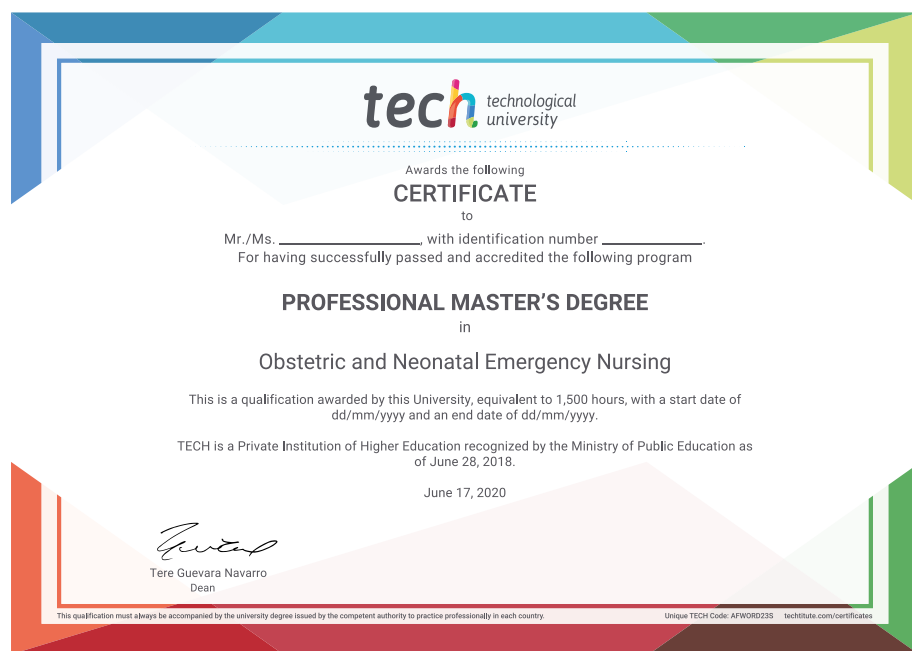 tech technological
university
Awards the following
CERTIFICATE
to
Mr./Ms. ____________________, with identification number ______________.
For having successfully passed and accredited the following program
PROFESSIONAL MASTER'S DEGREE
in
Obstetric and Neonatal Emergency Nursing
This is a qualification awarded by this University, equivalent to 1,500 hours, with a start date of
dd/mm/yyyy and an end date of dd/mm/yyyy.
TECH is a Private Institution of Higher Education recognized by the Ministry of Public Education as
of June 28, 2018.
June 17, 2020
Tere Guevara Navarro
Dean
This qualification must always be accompanied by the university degree issued by the competent authority to practice professionally in each country.
Unique TECH Code: AFWORD23S techtitute.com/certificates